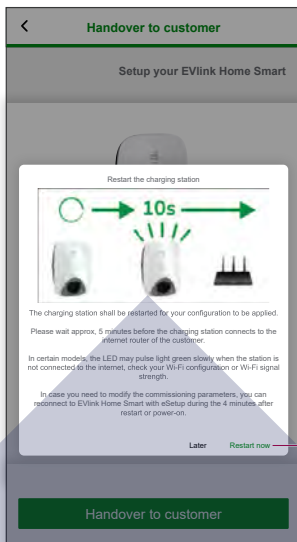 Handover to customer
Setup your EVlink Home Smart
Restart the charging station
10s
The charging station shall be restarted for your configuration to be applied.
Please wait approx, 5 minutes before the charging station connects to the
internet router of the customer.
In certain models, the LED may pulse light green slowly when the station is
not connected to the internet, check your Wi-Fi configuration or Wi-Fi signal
strength.
In case you need to modify the commissioning parameters, you can
reconnect to EVlink Home Smart with eSetup during the 4 minutes after
restart or power-on.
Later Restart now
Handover to customer